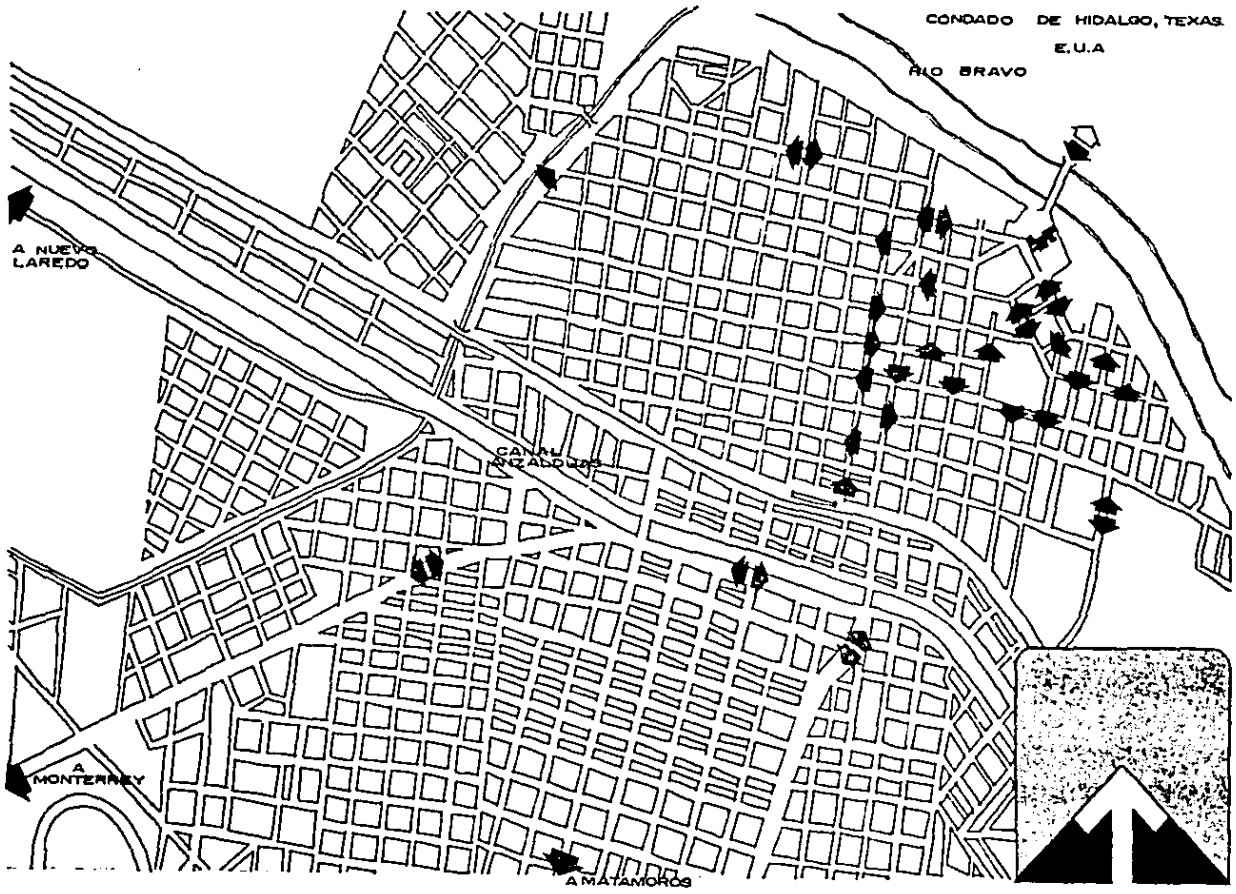 CONDADO DE HIDALGO, TEXAS
E.U.A
RIO BRAVO
A NUEVO
LAREDO
CANAL
ANZALDUAS
A
MONTERREY
A MATAMOROS